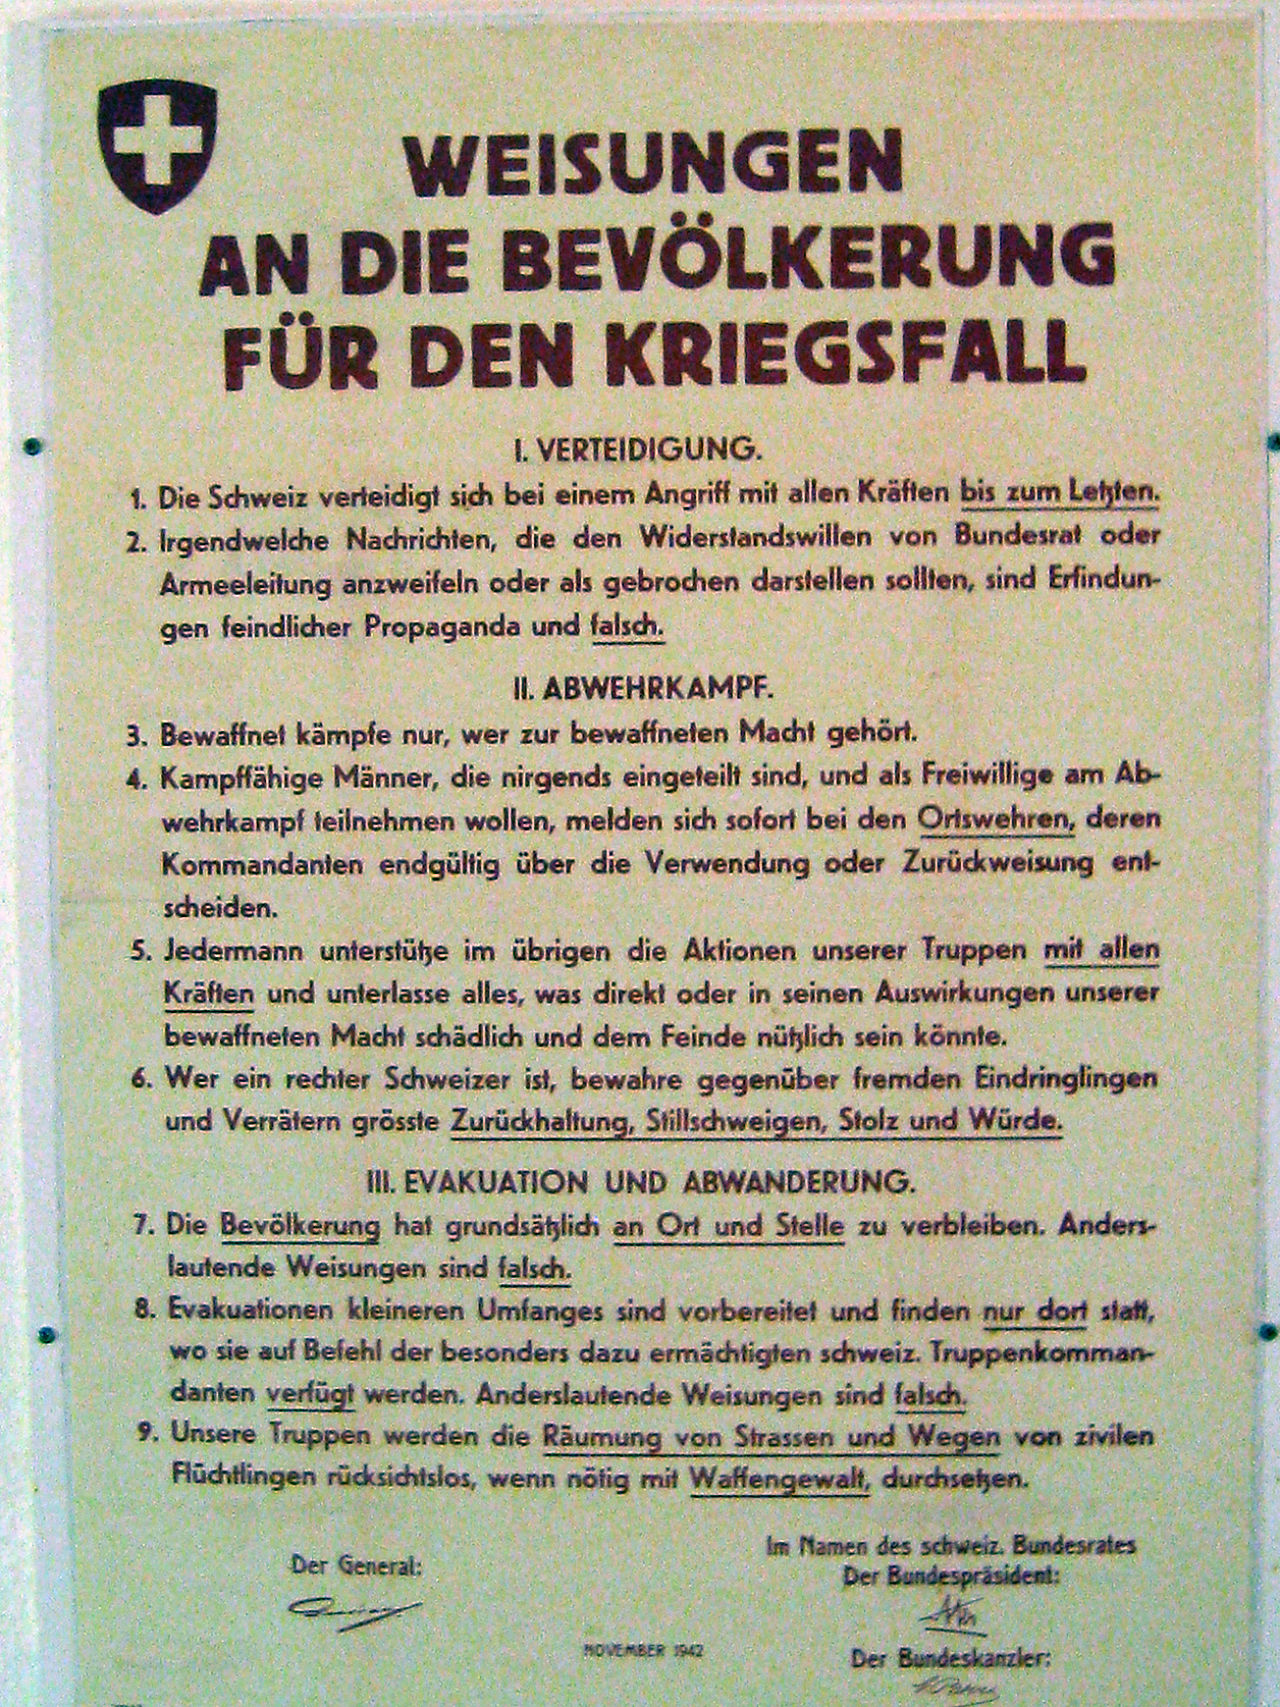 WEISUNGEN
AN DIE BEVÖLKERUNG
FÜR DEN KRIEGSFALL
I. VERTEIDIGUNG.
1. Die Schweiz verteidigt sich bei einem Angriff mit allen Kräften bis zum Letzten.
2. Irgendwelche Nachrichten, die den Widerstandswillen von Bundesrat oder
Armeeleitung anzweifeln oder als gebrochen darstellen sollten, sind Erfindun-
gen feindlicher Propaganda und falsch.
II. ABWEHRKAMPF.
3. Bewaffnet kämpfe nur, wer zur bewaffneten Macht gehört.
4. Kampffähige Männer, die nirgends eingeteilt sind, und als Freiwillige am Ab-
wehrkampf teilnehmen wollen, melden sich sofort bei den Ortswehren, deren
Kommandanten endgültig über die Verwendung oder Zurückweisung ent-
scheiden.
5. Jedermann unterstütze im übrigen die Aktionen unserer Truppen mit allen
Kräften und unterlasse alles, was direkt oder in seinen Auswirkungen unserer
bewaffneten Macht schädlich und dem Feinde nützlich sein könnte.
6. Wer ein rechter Schweizer ist, bewahre gegenüber fremden Eindringlingen
und Verrätern grösste Zurückhaltung, Stillschweigen, Stolz und Würde.
III. EVAKUATION UND ABWANDERUNG.
7. Die Bevölkerung hat grundsätzlich an Ort und Stelle zu verbleiben. Anders-
lautende Weisungen sind falsch.
8. Evakuationen kleineren Umfanges sind vorbereitet und finden nur dort statt,
wo sie auf Befehl der besonders dazu ermächtigten schweiz. Truppenkomman-
danten verfügt werden. Anderslautende Weisungen sind falsch.
9. Unsere Truppen werden die Räumung von Strassen und Wegen von zivilen
Flüchtlingen rücksichtslos, wenn nötig mit Waffengewalt, durchsetzen.
Der General:
Im Namen des schweiz. Bundesrates
Der Bundespräsident:
NOVEMBER 1942
Der Bundeskanzler: